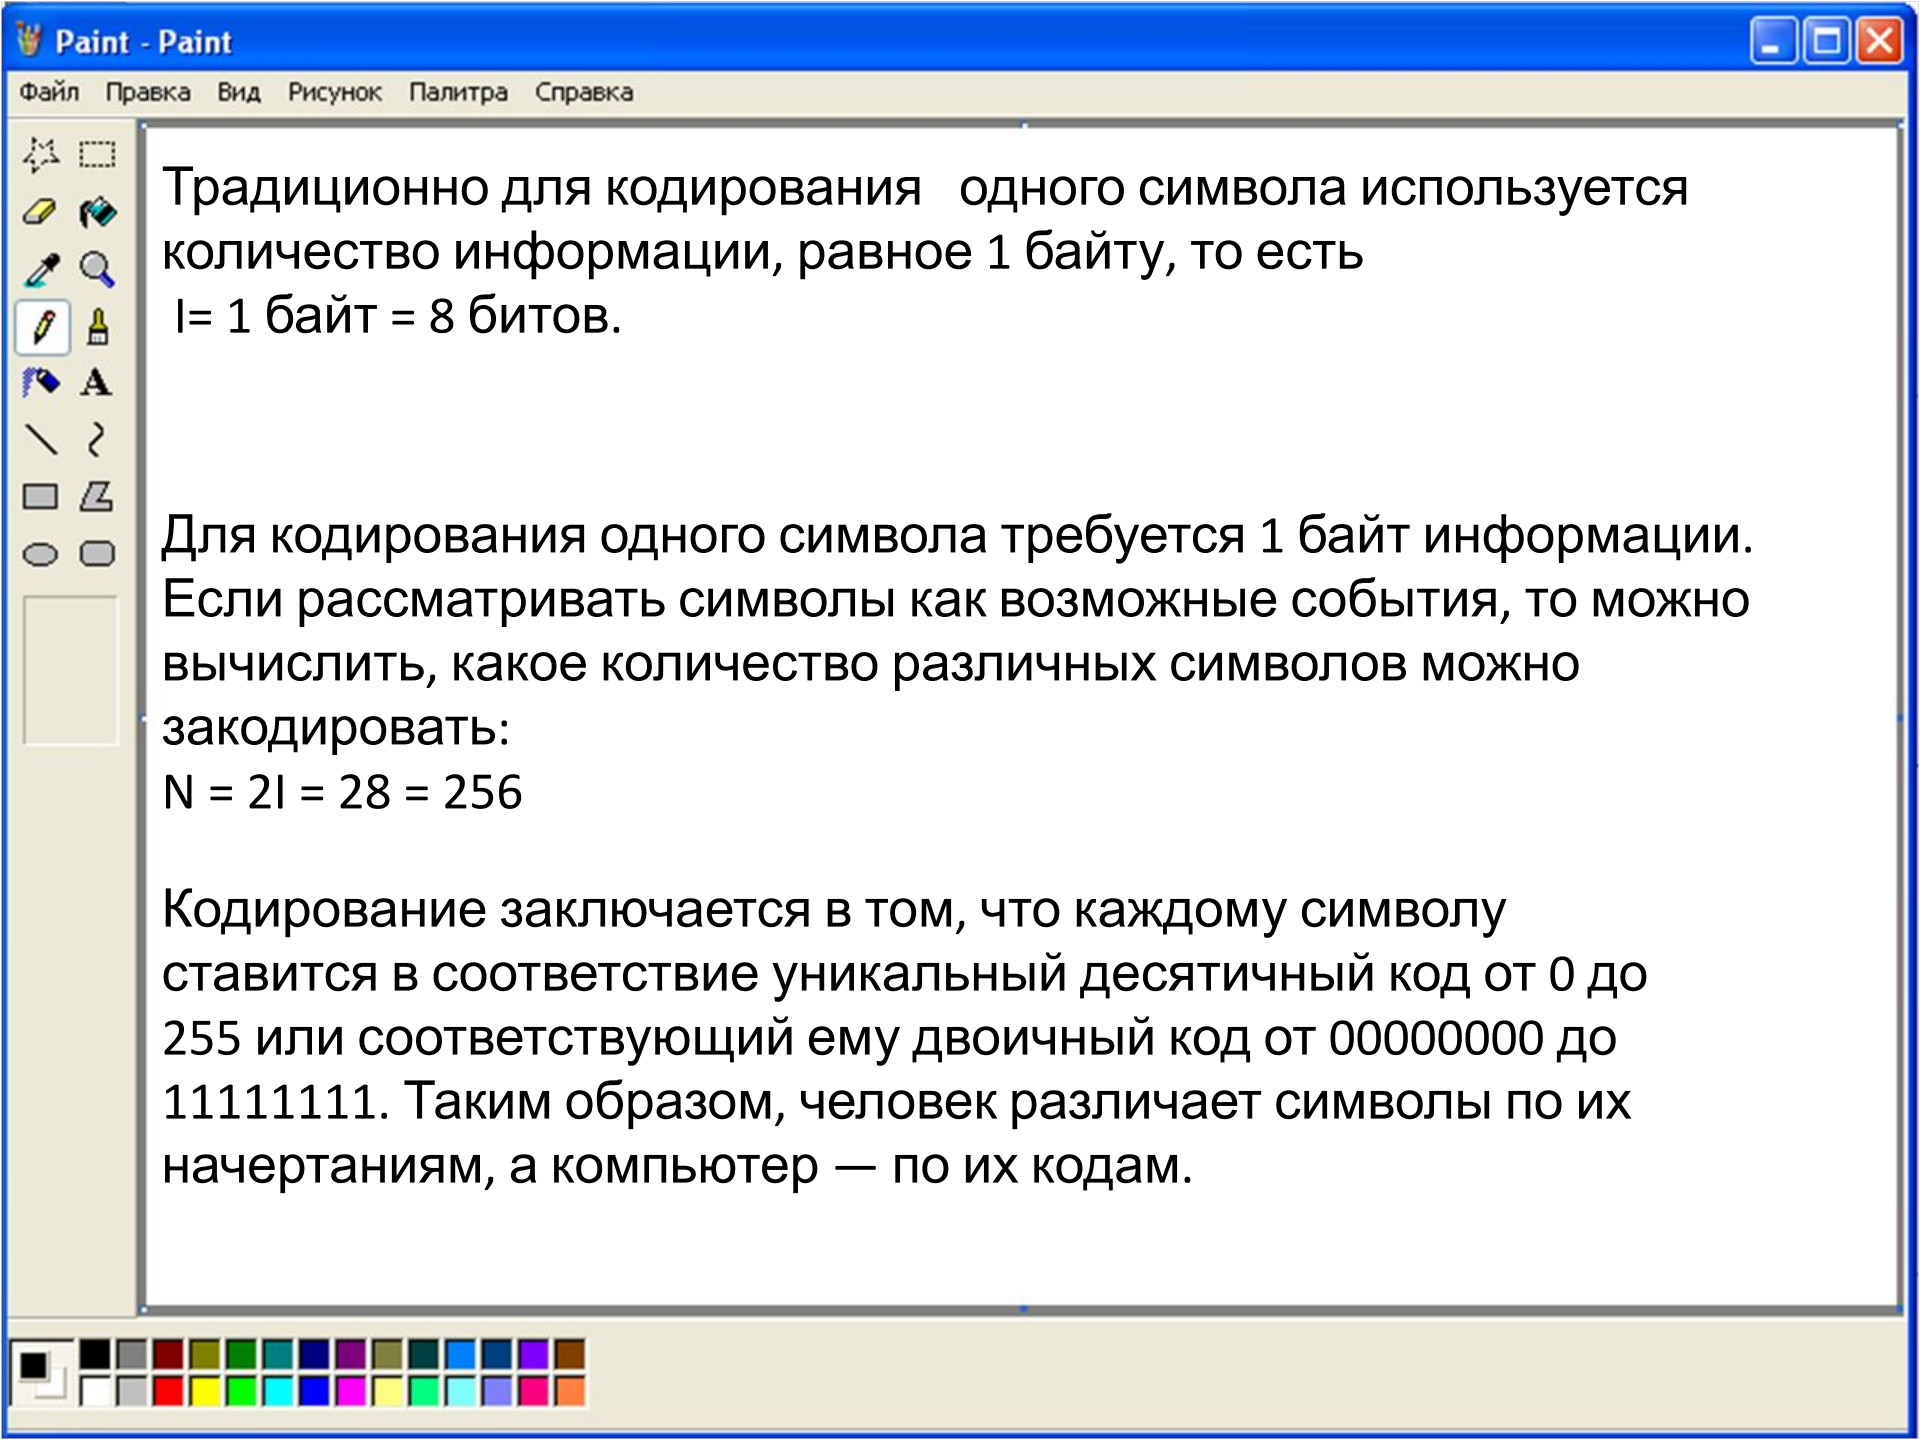 Paint - Paint
Файл Правка Вид Рисунок Палитра Справка
Традиционно для кодирования одного символа используется
количество информации, равное 1 байту, то есть
I= 1 байт = 8 битов.
Для кодирования одного символа требуется 1 байт информации.
Если рассматривать символы как возможные события, то можно
вычислить, какое количество различных символов можно
закодировать:
N = 2I = 28 = 256
Кодирование заключается в том, что каждому символу
ставится в соответствие уникальный десятичный код от 0 до
255 или соответствующий ему двоичный код от 00000000 до
11111111. Таким образом, человек различает символы по их
начертаниям, а компьютер — по их кодам.